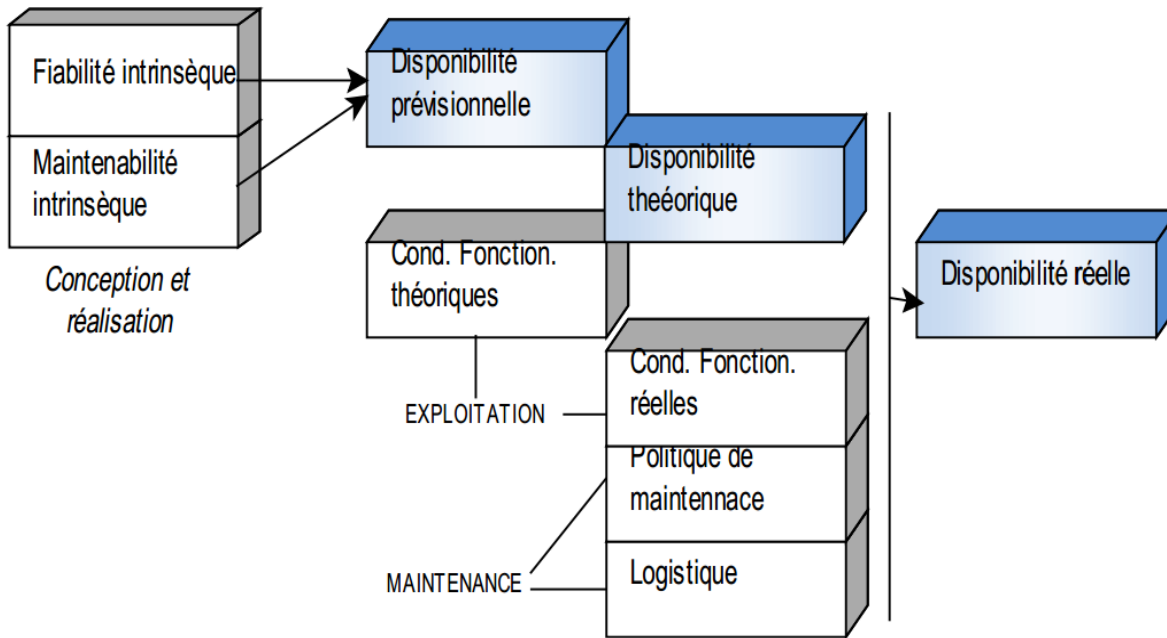 Fiabilité intrinsèque
Maintenabilité
intrinsèque
Conception et
réalisation
Disponibilité
prévisionnelle
Disponibilité
theéorique
Cond. Fonction.
théoriques
EXPLOITATION
Cond. Fonction.
réelles
Politique de
maintennace
MAINTENANCE
Logistique
Disponibilité réelle